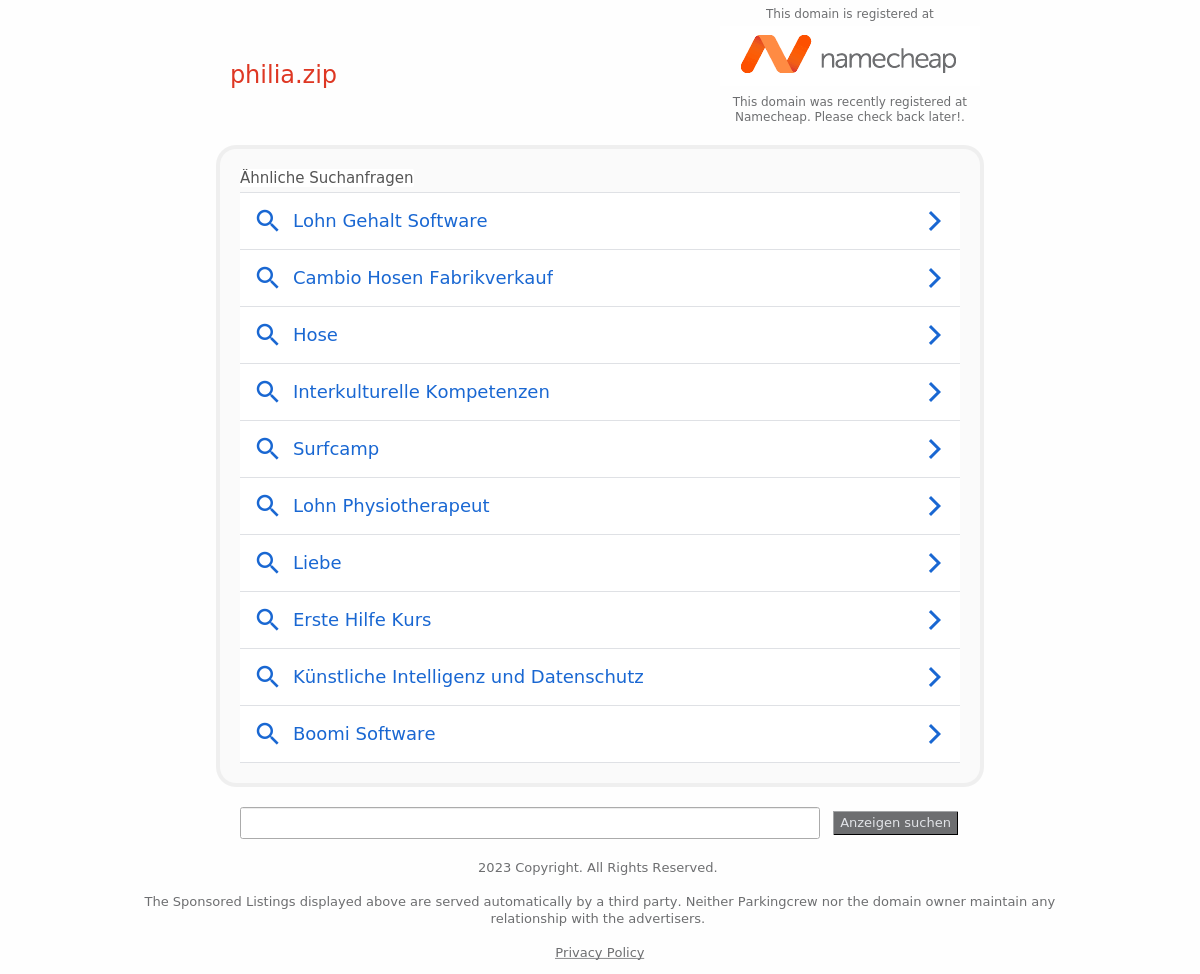 This domain is registered at
namecheap
philia.zip
This domain was recently registered at
Namecheap. Please check back later!.
Ähnliche Suchanfragen
Lohn Gehalt Software
Cambio Hosen Fabrikverkauf
Hose
Interkulturelle Kompetenzen
Surfcamp
Lohn Physiotherapeut
Liebe
Erste Hilfe Kurs
Künstliche Intelligenz und Datenschutz
Boomi Software
Anzeigen suchen
2023 Copyright. All Rights Reserved.
The Sponsored Listings displayed above are served automatically by a third party. Neither Parkingcrew nor the domain owner maintain any
relationship with the advertisers.
Privacy Policy